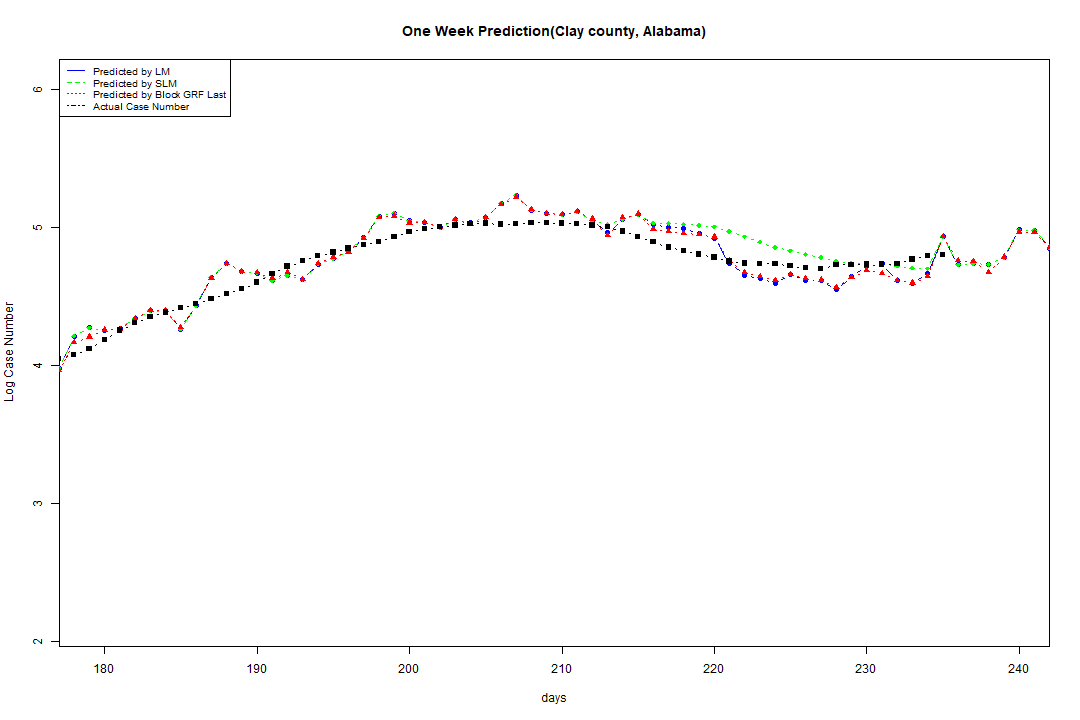 One Week Prediction(Clay county, Alabama)
Predicted by LM
Predicted by SLM
Predicted by Block GRF Last
Actual Case Number
6
5
4
3
2
Log Case Number
180 190 200 210 220 230 240
days